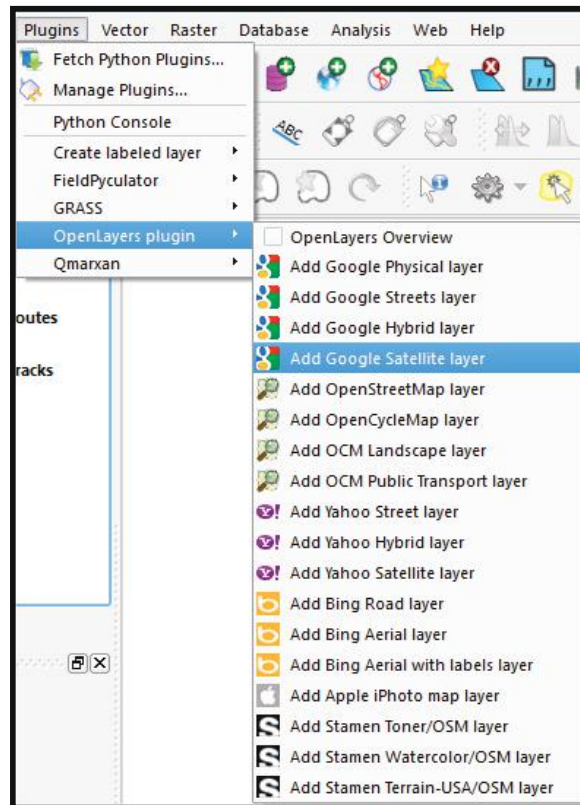 Plugins Vector Raster Database Analysis Web Help
Fetch Python Plugins...
Manage Plugins...
Python Console
ABC
Create labeled layer
FieldPyculator
GRASS
OpenLayers plugin
OpenLayers Overview
Qmarxan
Add Google Physical layer
Add Google Streets layer
outes
Add Google Hybrid layer
Add Google Satellite layer
racks
Add OpenStreetMap layer
Add OpenCycleMap layer
Add OCM Landscape layer
Add OCM Public Transport layer
Add Yahoo Street layer
Add Yahoo Hybrid layer
Add Yahoo Satellite layer
Add Bing Road layer
Add Bing Aerial layer
Add Bing Aerial with labels layer
Add Apple iPhoto map layer
Add Stamen Toner/OSM layer
Add Stamen Watercolor/OSM layer
Add Stamen Terrain-USA/OSM layer